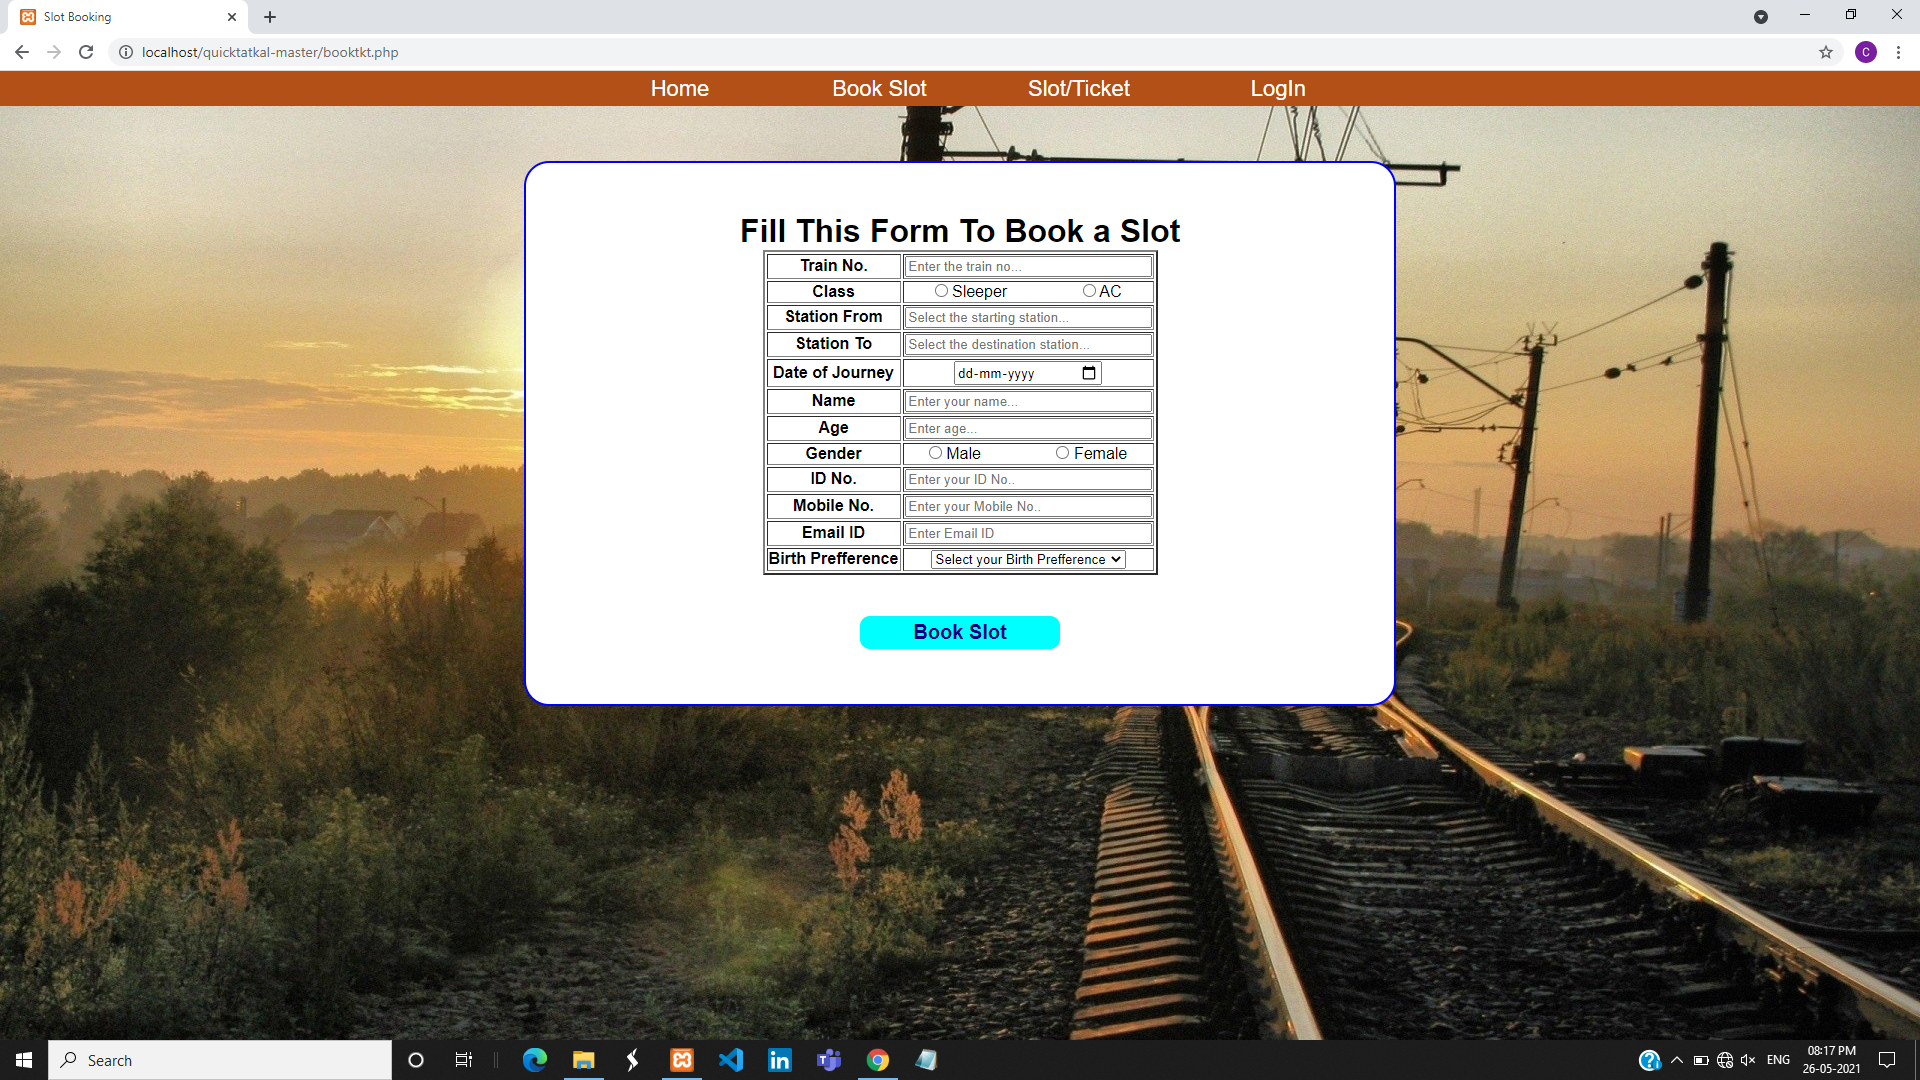 Slot Booking
localhost/quicktatkal-master/booktkt.php
C
Home Book Slot Slot/Ticket LogIn
Fill This Form To Book a Slot
Train No. Enter the train no...
Class Sleeper AC
Station From Select the starting station...
Station To Select the destination station...
Date of Journey dd-mm-yyyy
Name Enter your name...
Age Enter age...
Gender Male Female
ID No. Enter your ID No..
Mobile No. Enter your Mobile No..
Email ID Enter Email ID
Birth Prefference Select your Birth Prefference
Book Slot
Search
ENG
08:17 PM
26-05-2021